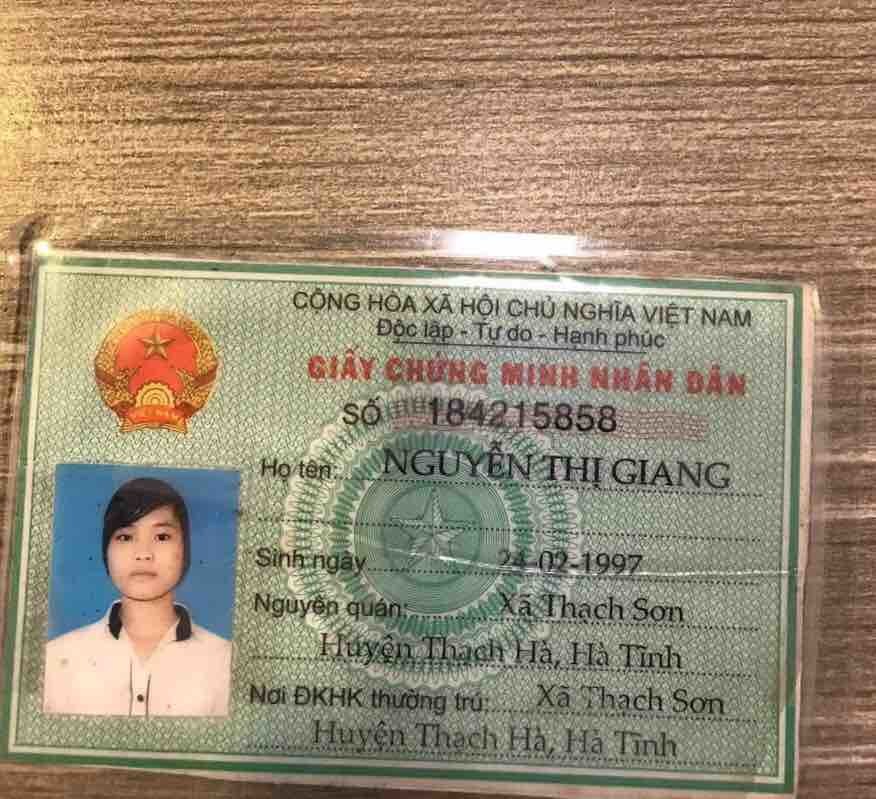 CỘNG HÒA XÃ HỘI CHỦ NGHĨA VIỆT NAM
Độc lập - Tự do - Hạnh phúc
GIẤY CHỨNG MINH NHÂN DÂN
SỐ 184215858
Họ tên: NGUYỄN THỊ GIANG
Sinh ngày 24-02-1997
Nguyên quán: Xã Thạch Sơn
Huyện Thạch Hà, Hà Tĩnh
Nơi ĐKHK thường trú: Xã Thạch Sơn
Huyện Thạch Hà, Hà Tĩnh
VIỆT NAM